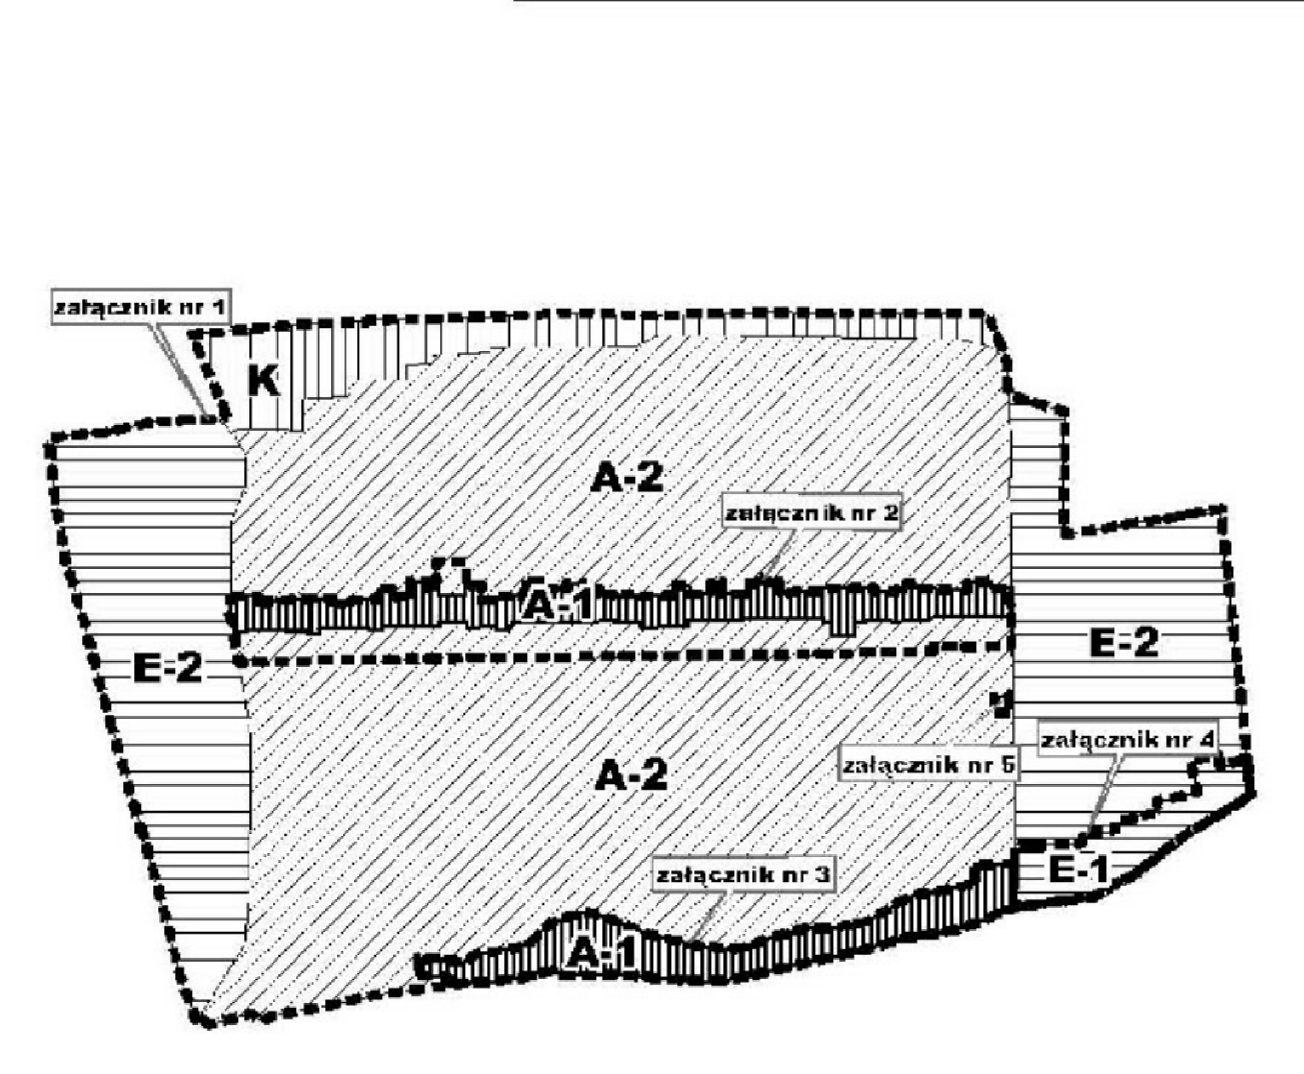 załącznik nr 1
K
A-2
załącznik nr 2
A-1
E-2
E-2
załącznik nr 4
załącznik nr 5
A-2
E-1
załącznik nr 3
A-1